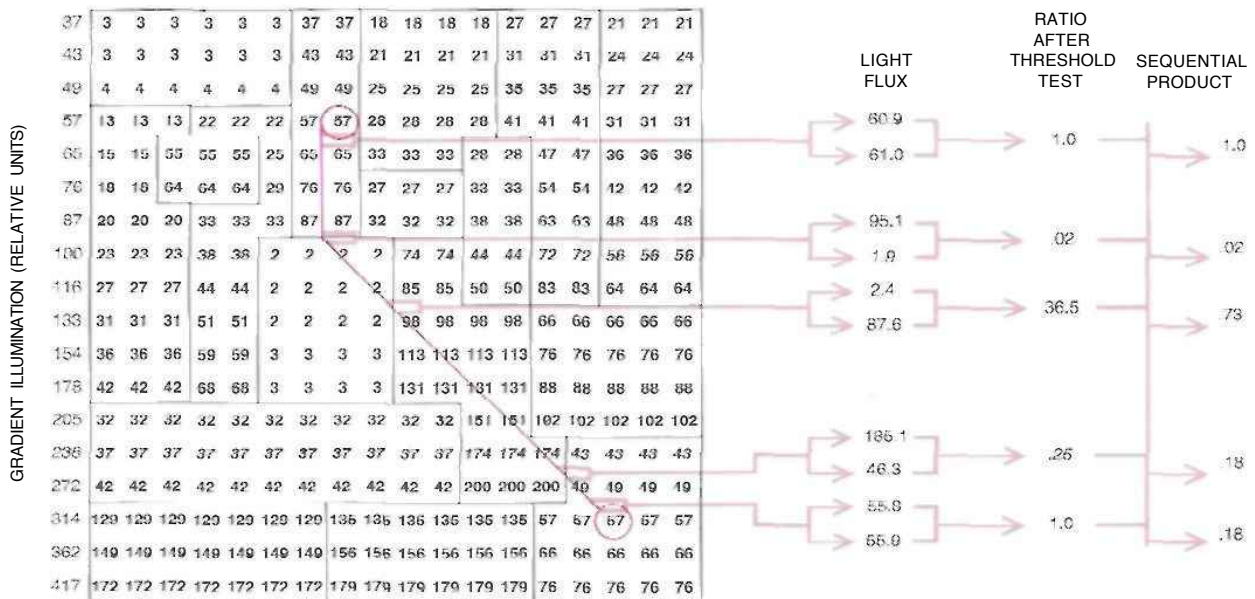 GRADIENT ILLUMINATION (RELATIVE UNITS)
37 3 3 3 3 3 3 37 37 18 18 18 18 27 27 27 21 21 21
43 3 3 3 3 3 3 43 43 21 21 21 21 31 31 31 24 24 24
49 4 4 4 4 4 4 49 49 25 25 25 25 35 35 35 27 27 27
57 13 13 13 22 22 22 57 57 28 28 28 28 41 41 41 31 31 31
65 15 15 55 55 55 25 65 65 33 33 33 28 28 47 47 36 36 36
76 18 18 64 64 64 29 76 76 27 27 27 33 33 54 54 42 42 42
87 20 20 20 33 33 33 87 87 32 32 32 38 38 63 63 48 48 48
100 23 23 23 38 38 2 2 2 2 74 74 44 44 72 72 56 56 56
116 27 27 27 44 44 2 2 2 2 85 85 50 50 83 83 64 64 64
133 31 31 31 51 51 2 2 2 2 98 98 98 98 66 66 66 66 66
154 36 36 36 59 59 3 3 3 3 113 113 113 113 76 76 76 76 76
178 42 42 42 68 68 3 3 3 3 131 131 131 131 88 88 88 88 88
205 32 32 32 32 32 32 32 32 32 32 32 151 151 102 102 102 102 102
238 37 37 37 37 37 37 37 37 37 37 37 174 174 174 43 43 43 43
272 42 42 42 42 42 42 42 42 42 42 42 200 200 200 49 49 49 49
314 129 129 129 129 129 129 129 135 135 135 135 135 135 57 57 57 57 57
362 149 149 149 149 149 149 149 156 156 156 156 156 156 66 66 66 66 66
417 172 172 172 172 172 172 172 179 179 179 179 179 179 76 76 76 76 76
LIGHT
FLUX
60.9
61.0
95.1
1.9
2.4
87.6
185.1
46.3
55.9
RATIO
AFTER
THRESHOLD
TEST
1.0
.02
36.5
.25
1.0
SEQUENTIAL
PRODUCT
1.0
.02
.73
.18
.18